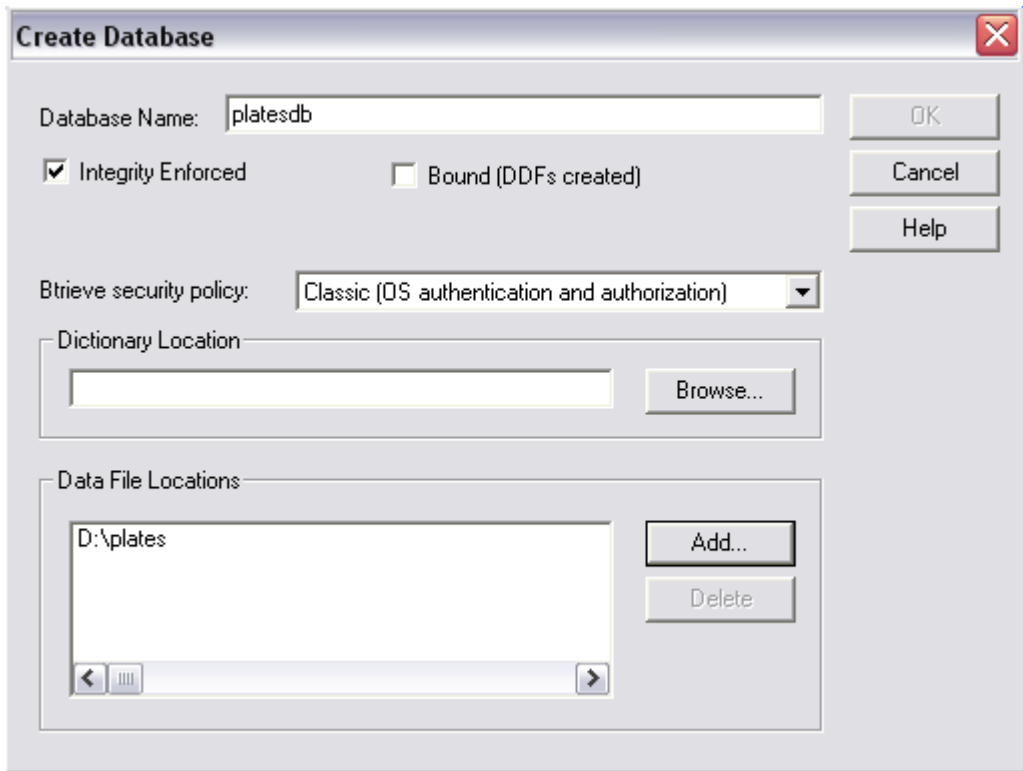 Create Database
Database Name: platesdb
OK
Integrity Enforced
Bound (DDFs created)
Cancel
Help
Btrieve security policy: Classic (OS authentication and authorization)
Dictionary Location
Browse...
Data File Locations
D:\plates
Add...
Delete